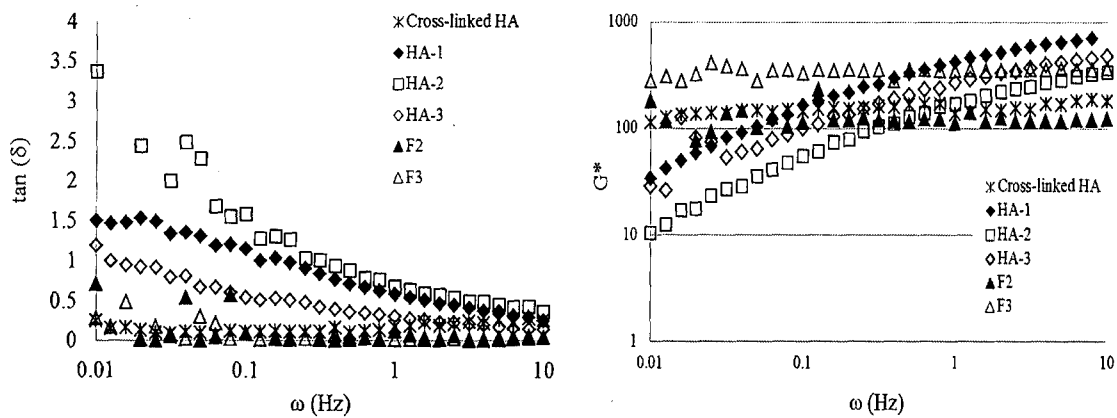 tan (δ)
4
3.5
3
2.5
2
1.5
1
0.5
0
0.01
0.1
1
10
ω (Hz)
Cross-linked HA
HA-1
HA-2
HA-3
F2
F3
G*
1000
100
10
1
0.01
0.1
1
10
ω (Hz)
Cross-linked HA
HA-1
HA-2
HA-3
F2
F3